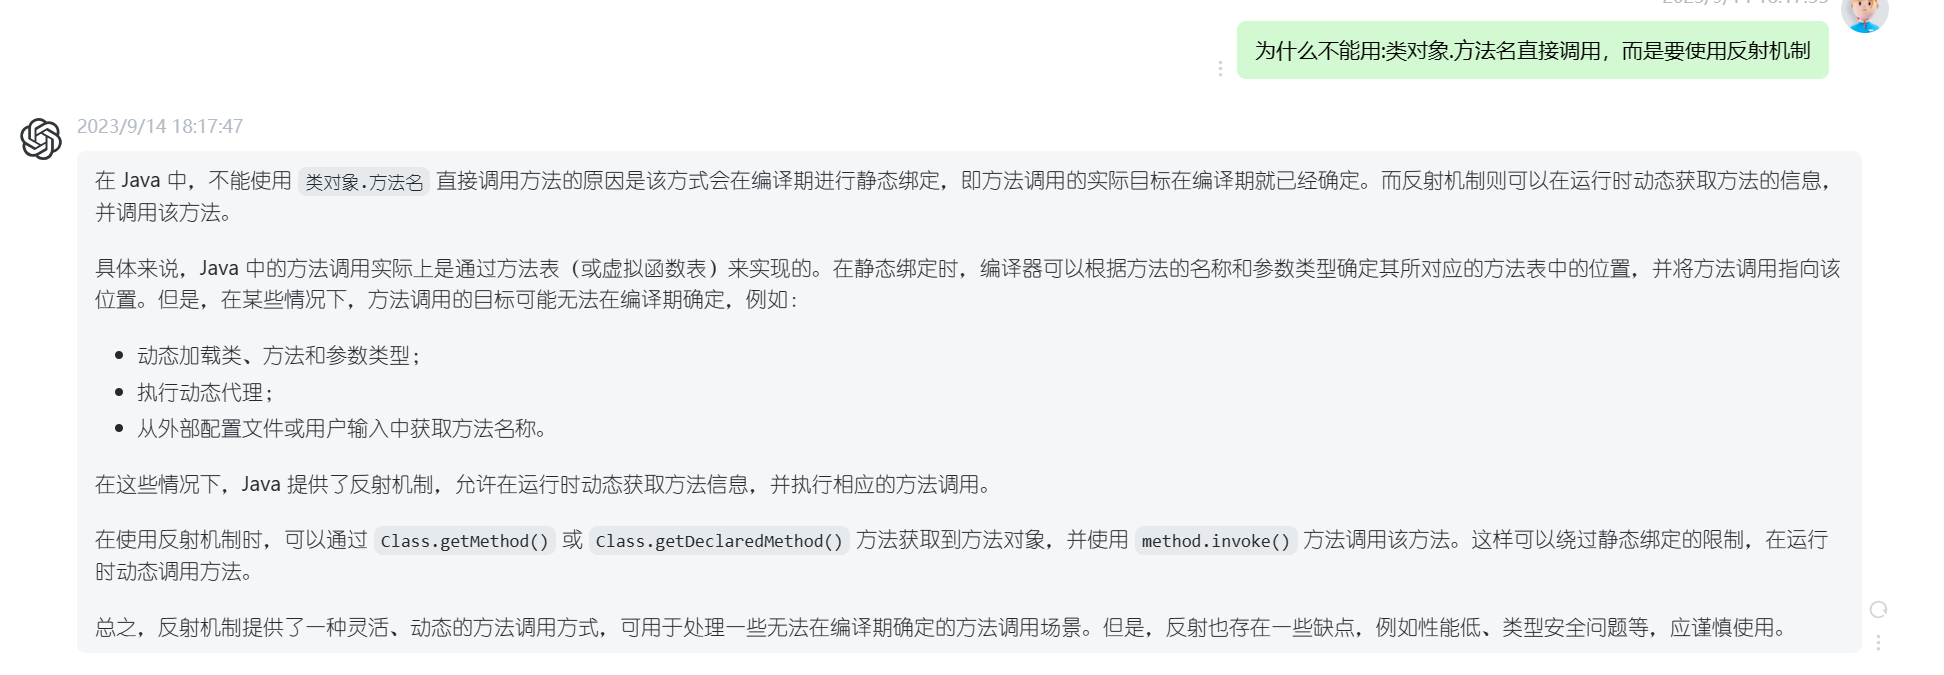 为什么不能用:类对象.方法名直接调用，而是要使用反射机制
2023/9/14 18:17:47
在 Java 中，不能使用 类对象.方法名 直接调用方法的原因是该方式会在编译期进行静态绑定，即方法调用的实际目标在编译期就已经确定。而反射机制则可以在运行时动态获取方法的信息，
并调用该方法。
具体来说，Java 中的方法调用实际上是通过方法表（或虚拟函数表）来实现的。在静态绑定时，编译器可以根据方法的名称和参数类型确定其所对应的方法表中的位置，并将方法调用指向该
位置。但是，在某些情况下，方法调用的目标可能无法在编译期确定，例如：
• 动态加载类、方法和参数类型；
• 执行动态代理；
• 从外部配置文件或用户输入中获取方法名称。
在这些情况下，Java 提供了反射机制，允许在运行时动态获取方法信息，并执行相应的方法调用。
在使用反射机制时，可以通过 Class.getMethod() 或 Class.getDeclaredMethod() 方法获取到方法对象，并使用 method.invoke() 方法调用该方法。这样可以绕过静态绑定的限制，在运行
时动态调用方法。
总之，反射机制提供了一种灵活、动态的方法调用方式，可用于处理一些无法在编译期确定的方法调用场景。但是，反射也存在一些缺点，例如性能低、类型安全问题等，应谨慎使用。